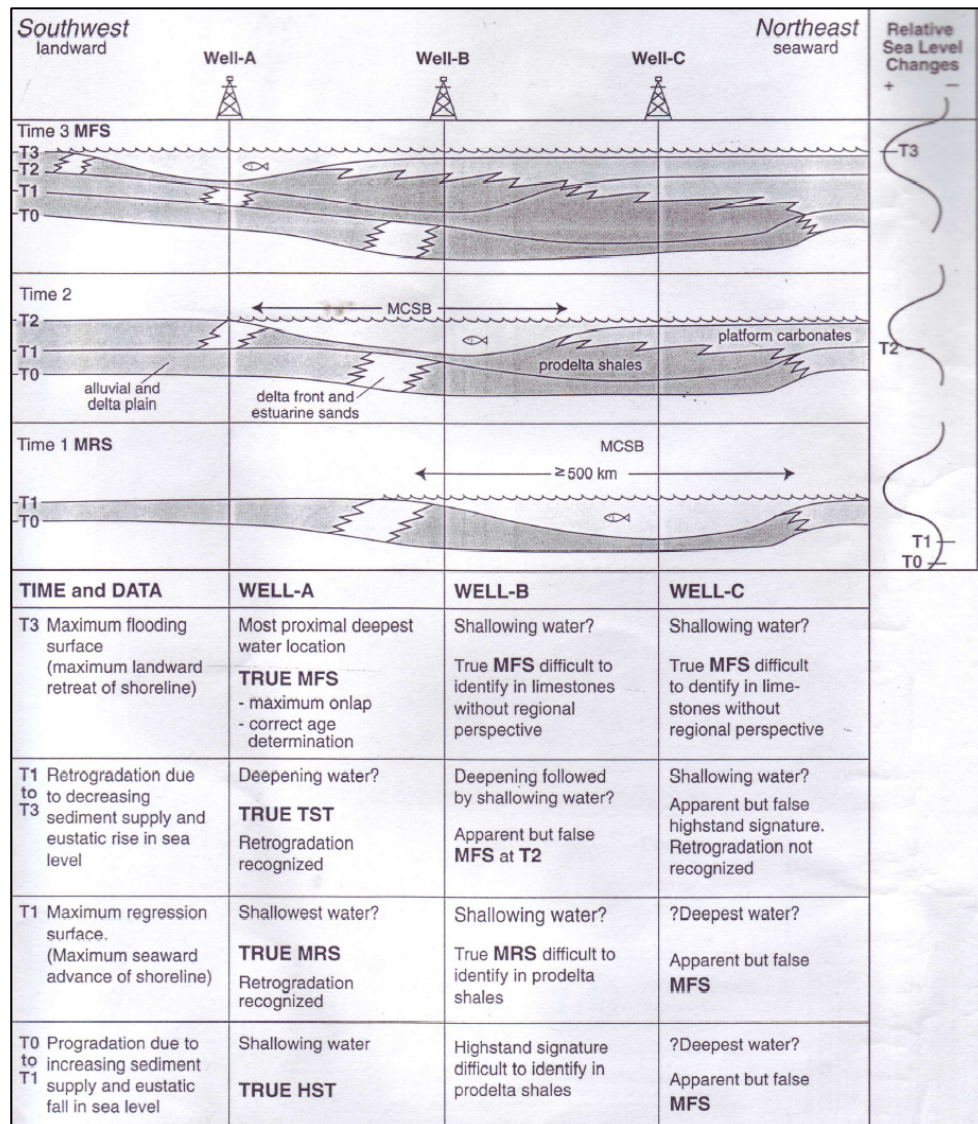 Southwest
landward
Northeast
seaward
Relative
Sea Level
Changes
+ −
Well-A
Well-B
Well-C
Time 3 MFS
T3
T2
T1
T0
T3
Time 2
MCSB
T2
T1
T0
alluvial and
delta plain
delta front and
estuarine sands
prodelta shales
platform carbonates
T2
Time 1 MRS
MCSB
≥500 km
T1
T0
T1
T0
TIME and DATA
WELL-A
WELL-B
WELL-C
T3 Maximum flooding
surface
(maximum landward
retreat of shoreline)
Most proximal deepest
water location
TRUE MFS
- maximum onlap
- correct age
determination
Shallowing water?
True MFS difficult to
identify in limestones
without regional
perspective
Shallowing water?
True MFS difficult
to dentify in lime-
stones without
regional perspective
T1 Retrogradation due
to to decreasing
T3 sediment supply and
eustatic rise in sea
level
Deepening water?
TRUE TST
Retrogradation
recognized
Deepening followed
by shallowing water?
Apparent but false
MFS at T2
Shallowing water?
Apparent but false
highstand signature.
Retrogradation not
recognized
T1 Maximum regression
surface.
(Maximum seaward
advance of shoreline)
Shallowest water?
TRUE MRS
Retrogradation
recognized
Shallowing water?
True MRS difficult to
identify in prodelta
shales
?Deepest water?
Apparent but false
MFS
T0 Progradation due to
to increasing sediment
T1 supply and eustatic
fall in sea level
Shallowing water
TRUE HST
Highstand signature
difficult to identify in
prodelta shales
?Deepest water?
Apparent but false
MFS